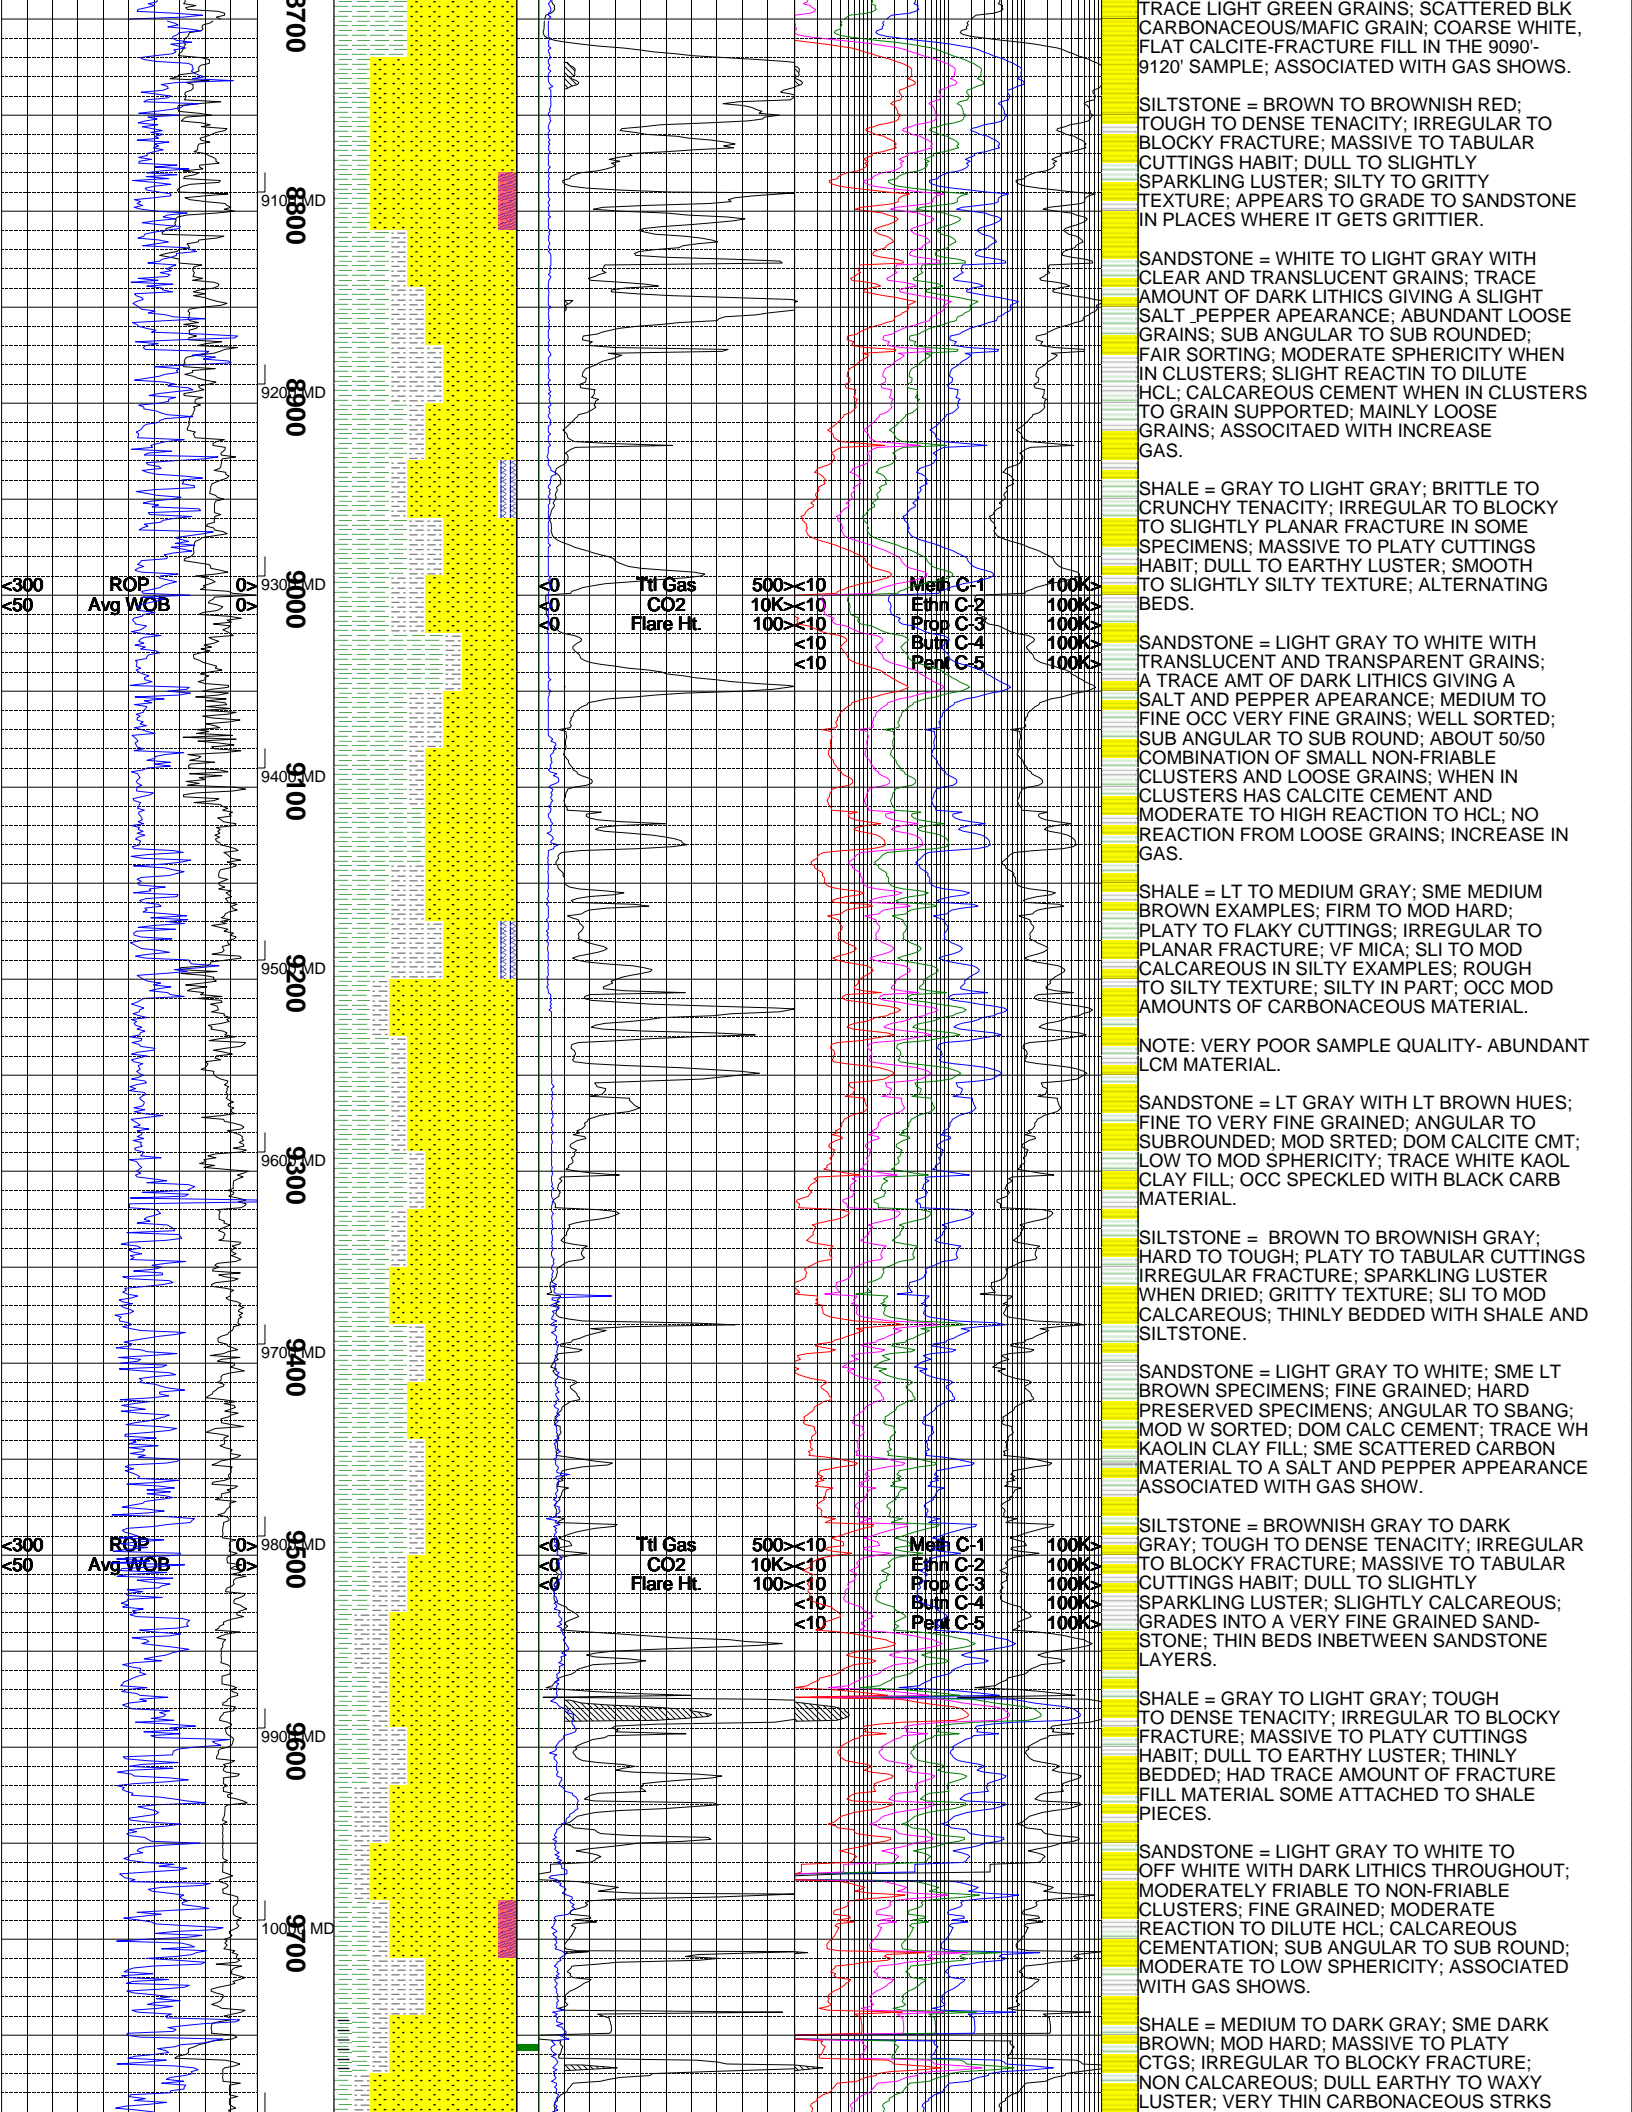 8700
9100 MD
8800
9200 MD
8900
9300 MD
9000
9400 MD
9100
9500 MD
9200
9600 MD
9300
9700 MD
9400
9800 MD
9500
9900 MD
9600
10000 MD
9700
<300 ROP 0>
<50 Avg WOB 0>
<0 Ttl Gas 500>
<0 CO2 10K>
<0 Flare Ht. 100>
<10 Meth C-1 100K>
<10 Ethn C-2 100K>
<10 Prop C-3 100K>
<10 Butn C-4 100K>
<10 Pent C-5 100K>
<300 ROP 0>
<50 Avg WOB 0>
<0 Ttl Gas 500>
<0 CO2 10K>
<0 Flare Ht. 100>
<10 Meth C-1 100K>
<10 Ethn C-2 100K>
<10 Prop C-3 100K>
<10 Butn C-4 100K>
<10 Pent C-5 100K>
TRACE LIGHT GREEN GRAINS; SCATTERED BLK
CARBONACEOUS/MAFIC GRAIN; COARSE WHITE,
FLAT CALCITE-FRACTURE FILL IN THE 9090'-
9120' SAMPLE; ASSOCIATED WITH GAS SHOWS.
SILTSTONE = BROWN TO BROWNISH RED;
TOUGH TO DENSE TENACITY; IRREGULAR TO
BLOCKY FRACTURE; MASSIVE TO TABULAR
CUTTINGS HABIT; DULL TO SLIGHTLY
SPARKLING LUSTER; SILTY TO GRITTY
TEXTURE; APPEARS TO GRADE TO SANDSTONE
IN PLACES WHERE IT GETS GRITTIER.
SANDSTONE = WHITE TO LIGHT GRAY WITH
CLEAR AND TRANSLUCENT GRAINS; TRACE
AMOUNT OF DARK LITHICS GIVING A SLIGHT
SALT _PEPPER APEARANCE; ABUNDANT LOOSE
GRAINS; SUB ANGULAR TO SUB ROUNDED;
FAIR SORTING; MODERATE SPHERICITY WHEN
IN CLUSTERS; SLIGHT REACTIN TO DILUTE
HCL; CALCAREOUS CEMENT WHEN IN CLUSTERS
TO GRAIN SUPPORTED; MAINLY LOOSE
GRAINS; ASSOCITAED WITH INCREASE
GAS.
SHALE = GRAY TO LIGHT GRAY; BRITTLE TO
CRUNCHY TENACITY; IRREGULAR TO BLOCKY
TO SLIGHTLY PLANAR FRACTURE IN SOME
SPECIMENS; MASSIVE TO PLATY CUTTINGS
HABIT; DULL TO EARTHY LUSTER; SMOOTH
TO SLIGHTLY SILTY TEXTURE; ALTERNATING
BEDS.
SANDSTONE = LIGHT GRAY TO WHITE WITH
TRANSLUCENT AND TRANSPARENT GRAINS;
A TRACE AMT OF DARK LITHICS GIVING A
SALT AND PEPPER APEARANCE; MEDIUM TO
FINE OCC VERY FINE GRAINS; WELL SORTED;
SUB ANGULAR TO SUB ROUND; ABOUT 50/50
COMBINATION OF SMALL NON-FRIABLE
CLUSTERS AND LOOSE GRAINS; WHEN IN
CLUSTERS HAS CALCITE CEMENT AND
MODERATE TO HIGH REACTION TO HCL; NO
REACTION FROM LOOSE GRAINS; INCREASE IN
GAS.
SHALE = LT TO MEDIUM GRAY; SME MEDIUM
BROWN EXAMPLES; FIRM TO MOD HARD;
PLATY TO FLAKY CUTTINGS; IRREGULAR TO
PLANAR FRACTURE; VF MICA; SLI TO MOD
CALCAREOUS IN SILTY EXAMPLES; ROUGH
TO SILTY TEXTURE; SILTY IN PART; OCC MOD
AMOUNTS OF CARBONACEOUS MATERIAL.
NOTE: VERY POOR SAMPLE QUALITY- ABUNDANT
LCM MATERIAL.
SANDSTONE = LT GRAY WITH LT BROWN HUES;
FINE TO VERY FINE GRAINED; ANGULAR TO
SUBROUNDED; MOD SRTED; DOM CALCITE CMT;
LOW TO MOD SPHERICITY; TRACE WHITE KAOL
CLAY FILL; OCC SPECKLED WITH BLACK CARB
MATERIAL.
SILTSTONE =  BROWN TO BROWNISH GRAY;
HARD TO TOUGH; PLATY TO TABULAR CUTTINGS
IRREGULAR FRACTURE; SPARKLING LUSTER
WHEN DRIED; GRITTY TEXTURE; SLI TO MOD
CALCAREOUS; THINLY BEDDED WITH SHALE AND
SILTSTONE.
SANDSTONE = LIGHT GRAY TO WHITE; SME LT
BROWN SPECIMENS; FINE GRAINED; HARD
PRESERVED SPECIMENS; ANGULAR TO SBANG;
MOD W SORTED; DOM CALC CEMENT; TRACE WH
KAOLIN CLAY FILL; SME SCATTERED CARBON
MATERIAL TO A SALT AND PEPPER APPEARANCE
ASSOCIATED WITH GAS SHOW.
SILTSTONE = BROWNISH GRAY TO DARK
GRAY; TOUGH TO DENSE TENACITY; IRREGULAR
TO BLOCKY FRACTURE; MASSIVE TO TABULAR
CUTTINGS HABIT; DULL TO SLIGHTLY
SPARKLING LUSTER; SLIGHTLY CALCAREOUS;
GRADES INTO A VERY FINE GRAINED SAND-
STONE; THIN BEDS INBETWEEN SANDSTONE
LAYERS.
SHALE = GRAY TO LIGHT GRAY; TOUGH
TO DENSE TENACITY; IRREGULAR TO BLOCKY
FRACTURE; MASSIVE TO PLATY CUTTINGS
HABIT; DULL TO EARTHY LUSTER; THINLY
BEDDED; HAD TRACE AMOUNT OF FRACTURE
FILL MATERIAL SOME ATTACHED TO SHALE
PIECES.
SANDSTONE = LIGHT GRAY TO WHITE TO
OFF WHITE WITH DARK LITHICS THROUGHOUT;
MODERATELY FRIABLE TO NON-FRIABLE
CLUSTERS; FINE GRAINED; MODERATE
REACTION TO DILUTE HCL; CALCAREOUS
CEMENTATION; SUB ANGULAR TO SUB ROUND;
MODERATE TO LOW SPHERICITY; ASSOCIATED
WITH GAS SHOWS.
SHALE = MEDIUM TO DARK GRAY; SME DARK
BROWN; MOD HARD; MASSIVE TO PLATY
CTGS; IRREGULAR TO BLOCKY FRACTURE;
NON CALCAREOUS; DULL EARTHY TO WAXY
LUSTER; VERY THIN CARBONACEOUS STRKS